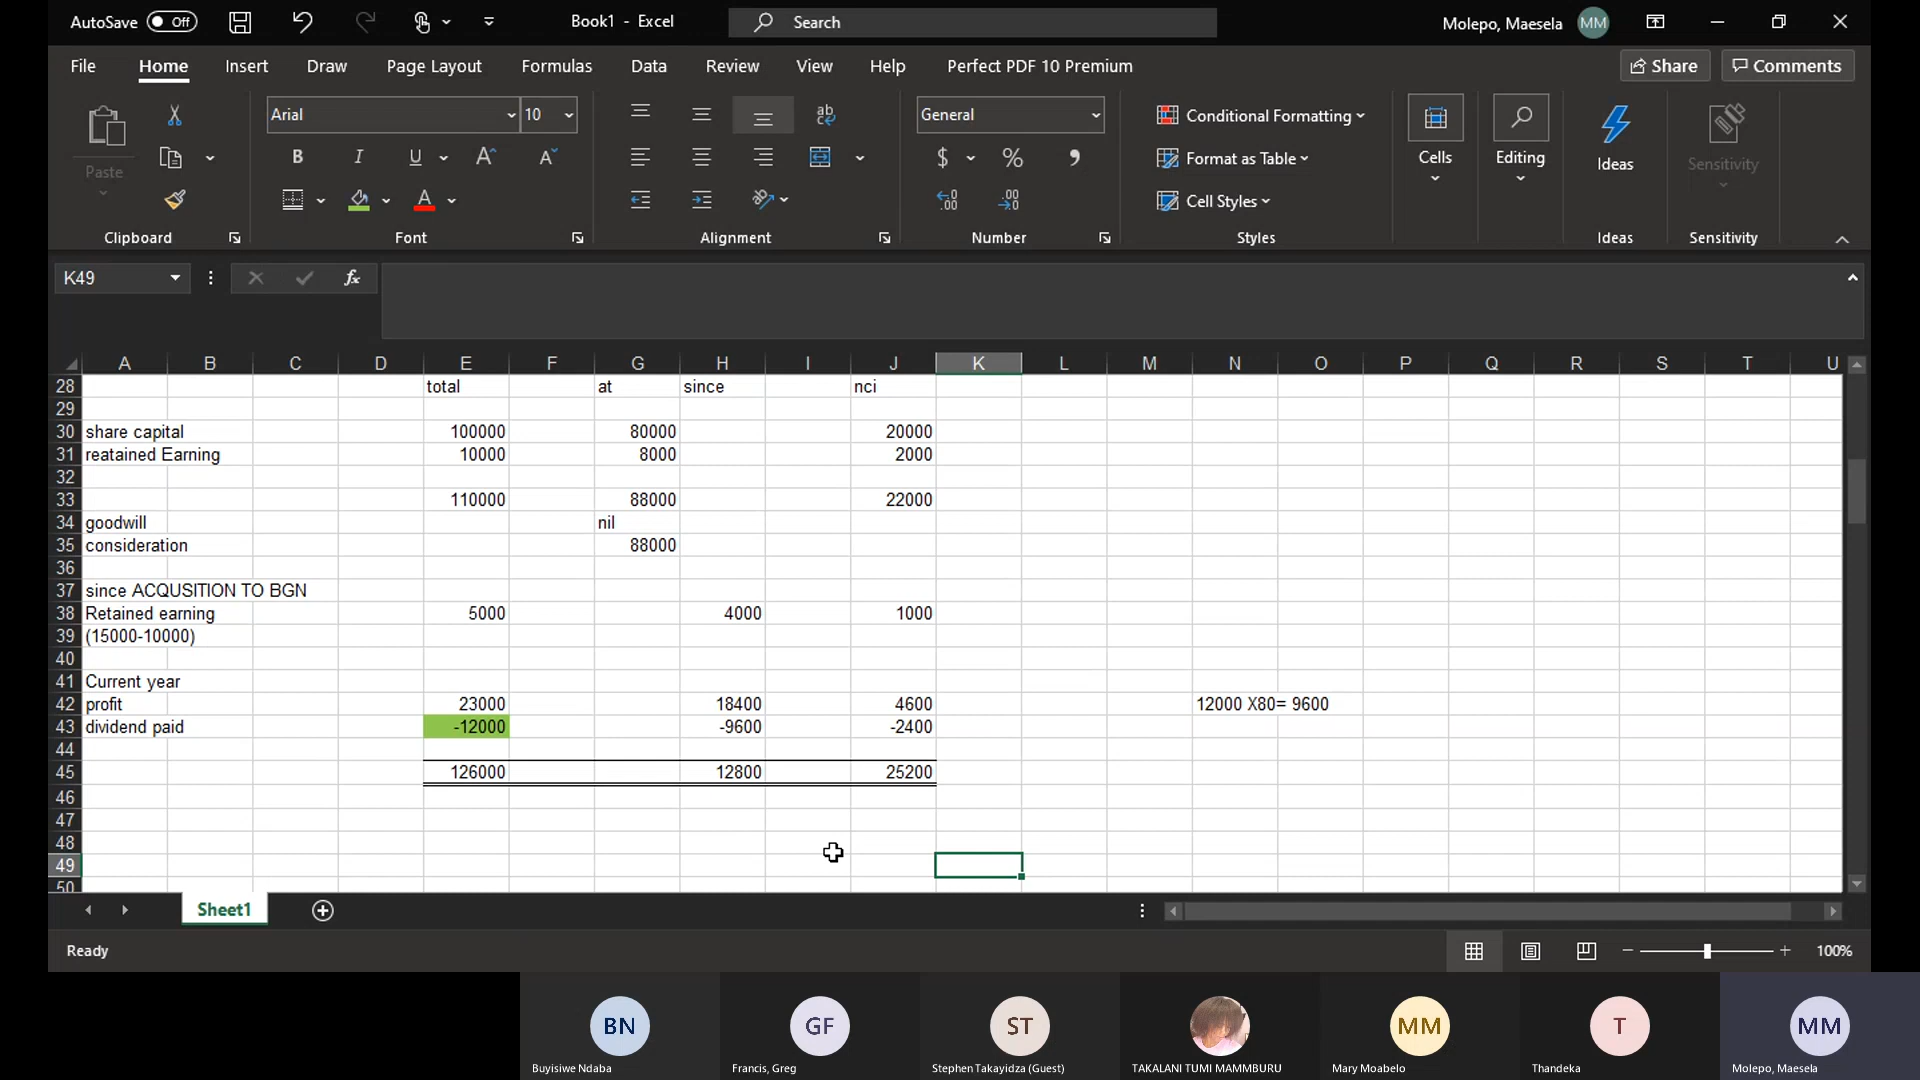 AutoSave Off Book1 - Excel Search Molepo, Maesela MM
File Home Insert Draw Page Layout Formulas Data Review View Help Perfect PDF 10 Premium Share Comments
Paste Arial 10 B I U A A A ab General $ % , .00 .00 Conditional Formatting Format as Table Cell Styles Cells Editing Ideas Sensitivity
Clipboard Font Alignment Number Styles Ideas Sensitivity
K49 fx
A B C D E F G H I J K L M N O P Q R S T U
28 total at since nci
29
30 share capital 100000 80000 20000
31 reatained Earning 10000 8000 2000
32
33 110000 88000 22000
34 goodwill nil
35 consideration 88000
36
37 since ACQUSITION TO BGN
38 Retained earning 5000 4000 1000
39 (15000-10000)
40
41 Current year
42 profit 23000 18400 4600 12000 X80= 9600
43 dividend paid -12000 -9600 -2400
44
45 126000 12800 25200
46
47
48
49
50
Sheet1
Ready 100%
BN GF ST MM T MM
Buyisiwe Ndaba Francis, Greg Stephen Takayidza (Guest) TAKALANI TUMI MAMMBURU Mary Moabelo Thandeka Molepo, Maesela